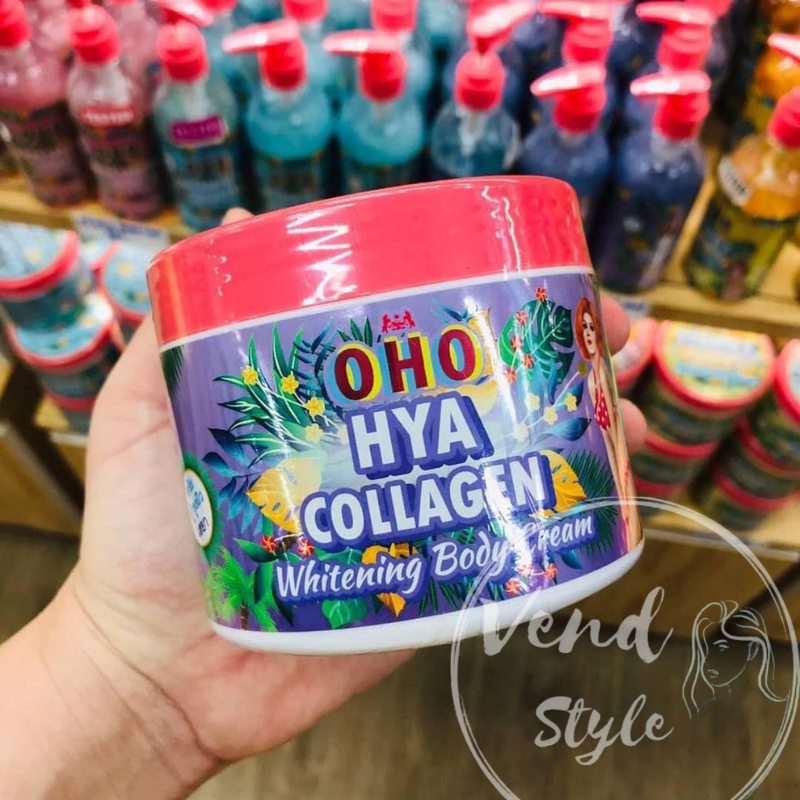 OHO
HYA
COLLAGEN
Whitening Body Cream
Vend
Style